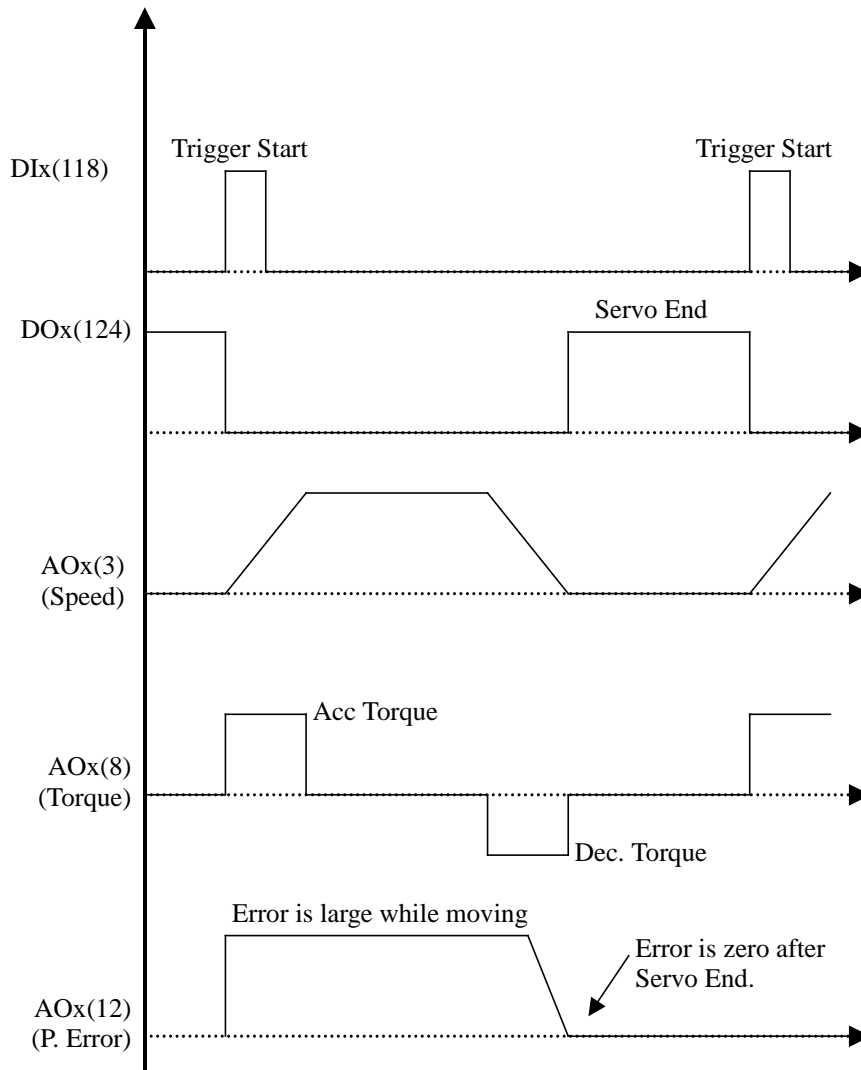 Trigger Start
Trigger Start
DIx(118)
Servo End
DOx(124)
AOx(3)
(Speed)
Acc Torque
AOx(8)
(Torque)
Dec. Torque
Error is large while moving
Error is zero after
Servo End.
AOx(12)
(P. Error)